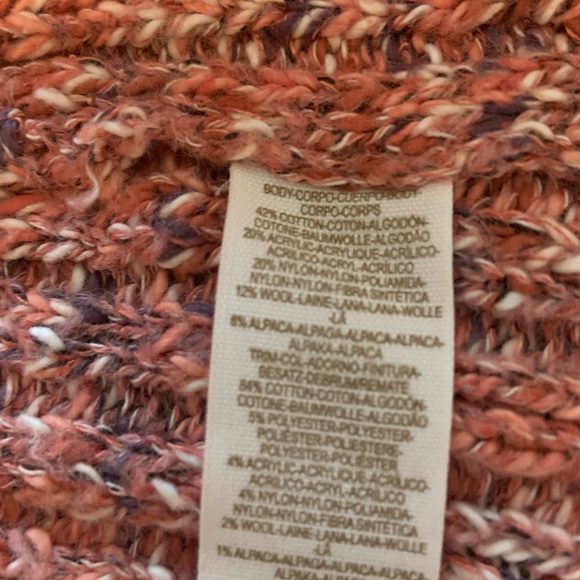 BODY-CORPO-CUERPO-BODY-
CORPO-CORPS
42% COTTON-COTON-ALGODÓN-
COTONE-BAUMWOLLE-ALGODÃO
20% ACRYLIC-ACRYLIQUE-ACRÍLICO-
ACRILICO-ACRYL-ACRÍLICO
20% NYLON-NYLON-POLIAMIDA-
NYLON-NYLON-FIBRA SINTÉTICA
12% WOOL-LAINE-LANA-LANA-WOLLE
-LÃ
6% ALPACA-ALPAGA-ALPACA-ALPACA-
ALPAKA-ALPACA
TRIM-COL-ADORNO-FINITURA-
BESATZ-DEBRUM/REMATE
84% COTTON-COTON-ALGODÓN-
COTONE-BAUMWOLLE-ALGODÃO
5% POLYESTER-POLYESTER-
POLIÉSTER-POLIESTERE-
POLYESTER-POLIÉSTER
4% ACRYLIC-ACRYLIQUE-ACRÍLICO-
ACRILICO-ACRYL-ACRÍLICO
4% NYLON-NYLON-POLIAMIDA-
NYLON-NYLON-FIBRA SINTÉTICA
2% WOOL-LAINE-LANA-LANA-WOLLE
-LÃ
1% ALPACA-ALPAGA-ALPACA-ALPACA-
ALPAKA-ALPACA